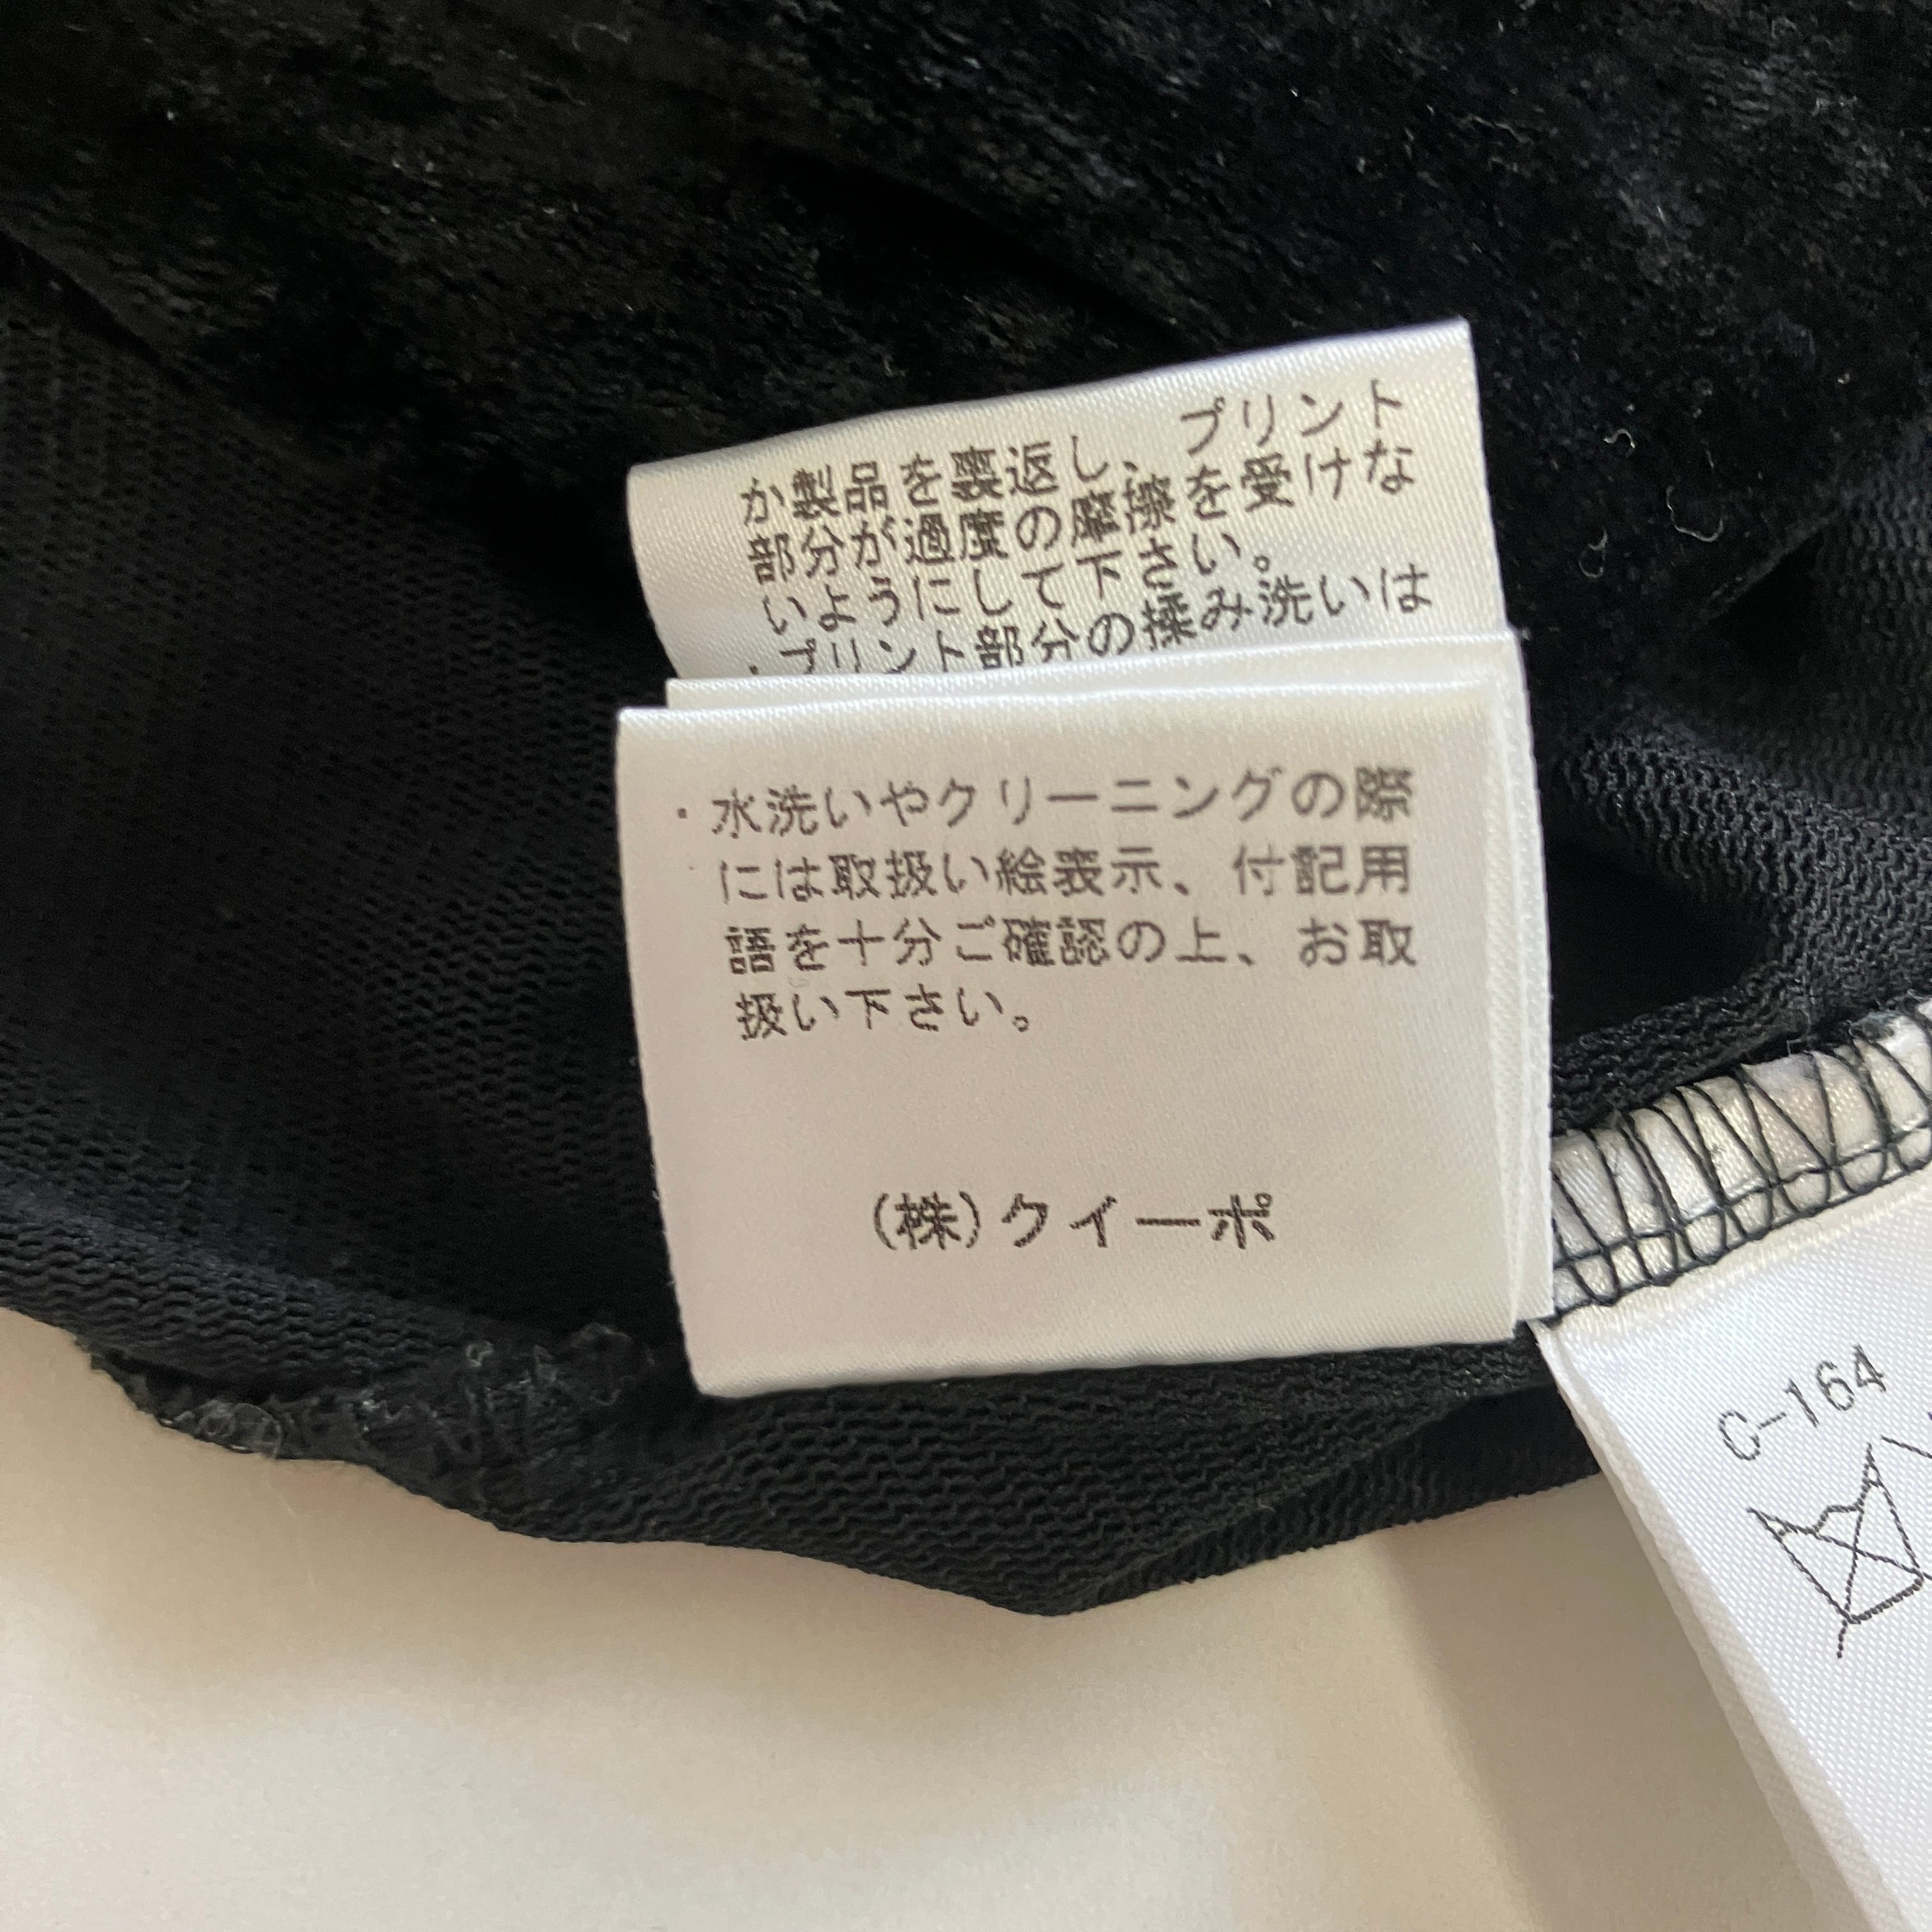 か製品を裏返し、プリント
部分が過度の摩擦を受けな
いようにして下さい。
・プリント部分の揉み洗いは
・水洗いやクリーニングの際
には取扱い絵表示、付記用
語を十分ご確認の上、お取
扱い下さい。
(株)クイーポ
C-164